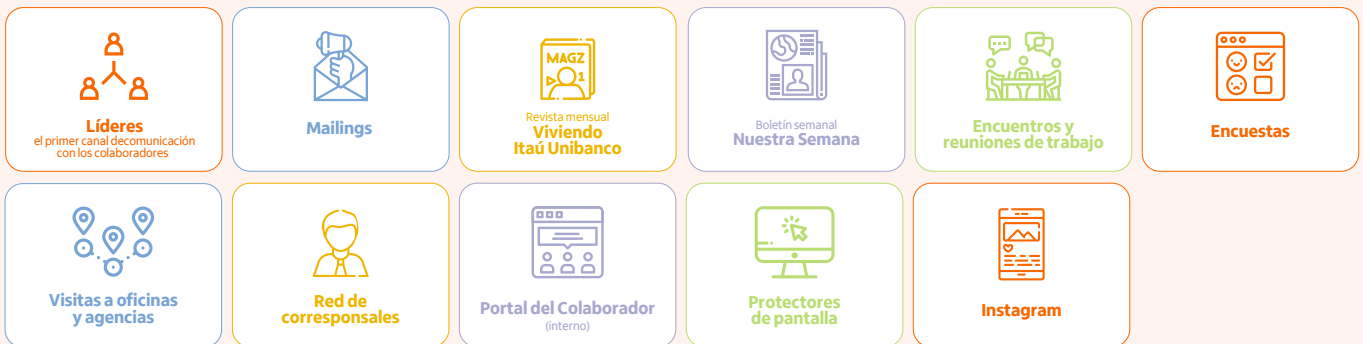 Líderes
el primer canal decomunicación
con los colaboradores
Mailings
MAGZ
1
Revista mensual
Viviendo
Itaú Unibanco
Boletín semanal
Nuestra Semana
Encuentros y
reuniones de trabajo
Encuestas
Visitas a oficinas
y agencias
Red de
corresponsales
Portal del Colaborador
(interno)
Protectores
de pantalla
Instagram